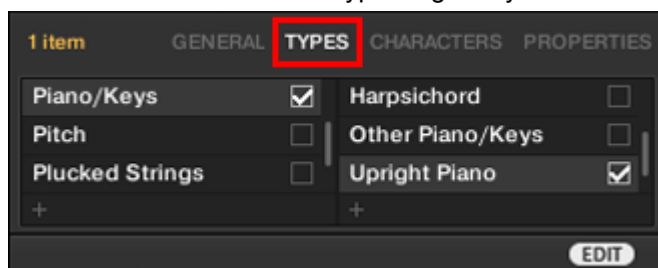 1 item GENERAL TYPES CHARACTERS PROPERTIES
Piano/Keys Harpsichord
Pitch Other Piano/Keys
Plucked Strings Upright Piano
+ +
EDIT